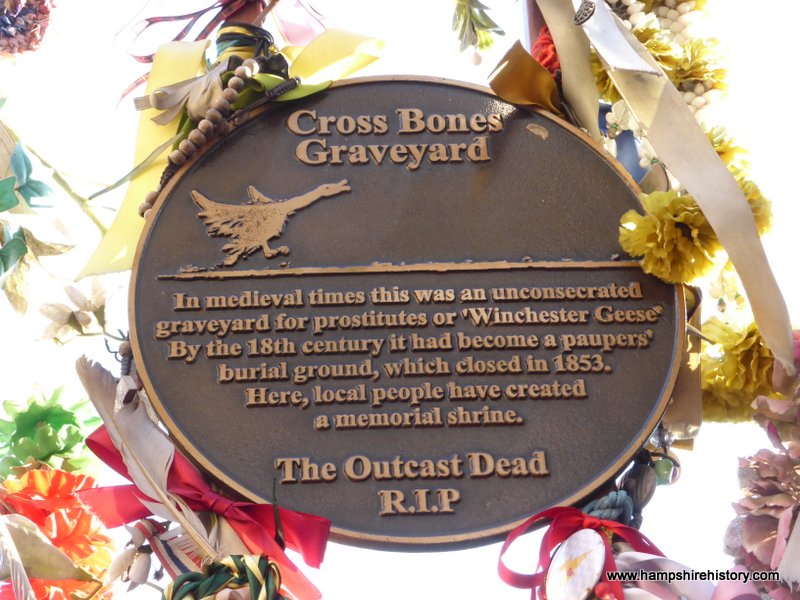 Cross Bones
Graveyard
In medieval times this was an unconsecrated
graveyard for prostitutes or 'Winchester Geese'
By the 18th century it had become a paupers'
burial ground, which closed in 1853.
Here, local people have created
a memorial shrine.
The Outcast Dead
R.I.P
www.hampshirehistory.com